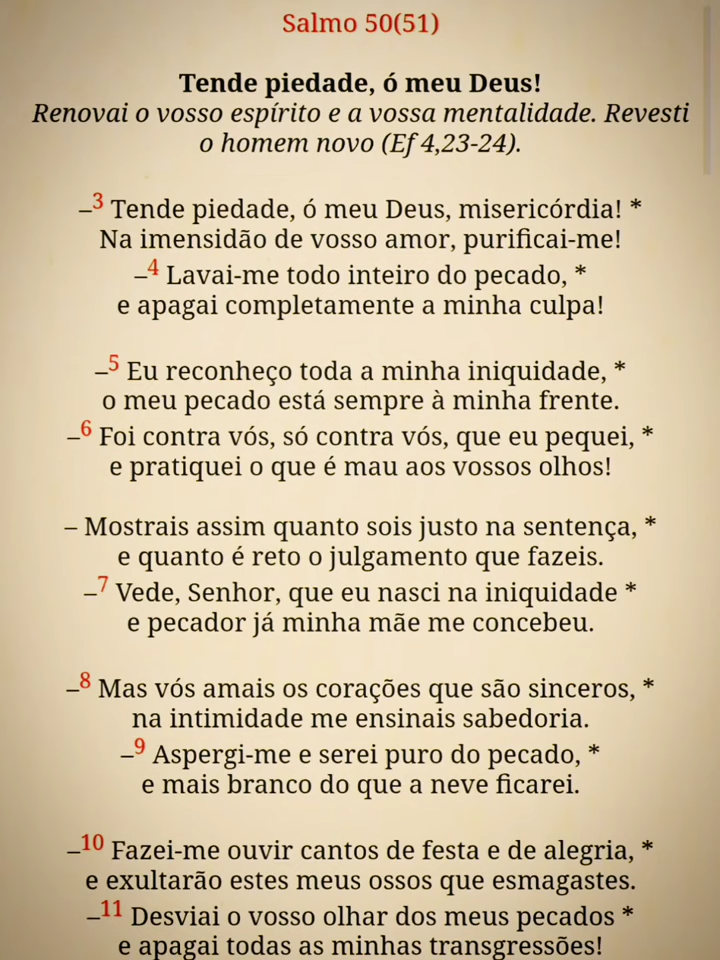 Salmo 50(51)
Tende piedade, ó meu Deus!
Renovai o vosso espírito e a vossa mentalidade. Revesti
o homem novo (Ef 4,23-24).
–3 Tende piedade, ó meu Deus, misericórdia! *
Na imensidão de vosso amor, purificai-me!
–4 Lavai-me todo inteiro do pecado, *
e apagai completamente a minha culpa!
–5 Eu reconheço toda a minha iniquidade, *
o meu pecado está sempre à minha frente.
–6 Foi contra vós, só contra vós, que eu pequei, *
e pratiquei o que é mau aos vossos olhos!
– Mostrais assim quanto sois justo na sentença, *
e quanto é reto o julgamento que fazeis.
–7 Vede, Senhor, que eu nasci na iniquidade *
e pecador já minha mãe me concebeu.
–8 Mas vós amais os corações que são sinceros, *
na intimidade me ensinais sabedoria.
–9 Aspergi-me e serei puro do pecado, *
e mais branco do que a neve ficarei.
–10 Fazei-me ouvir cantos de festa e de alegria, *
e exultarão estes meus ossos que esmagastes.
–11 Desviai o vosso olhar dos meus pecados *
e apagai todas as minhas transgressões!